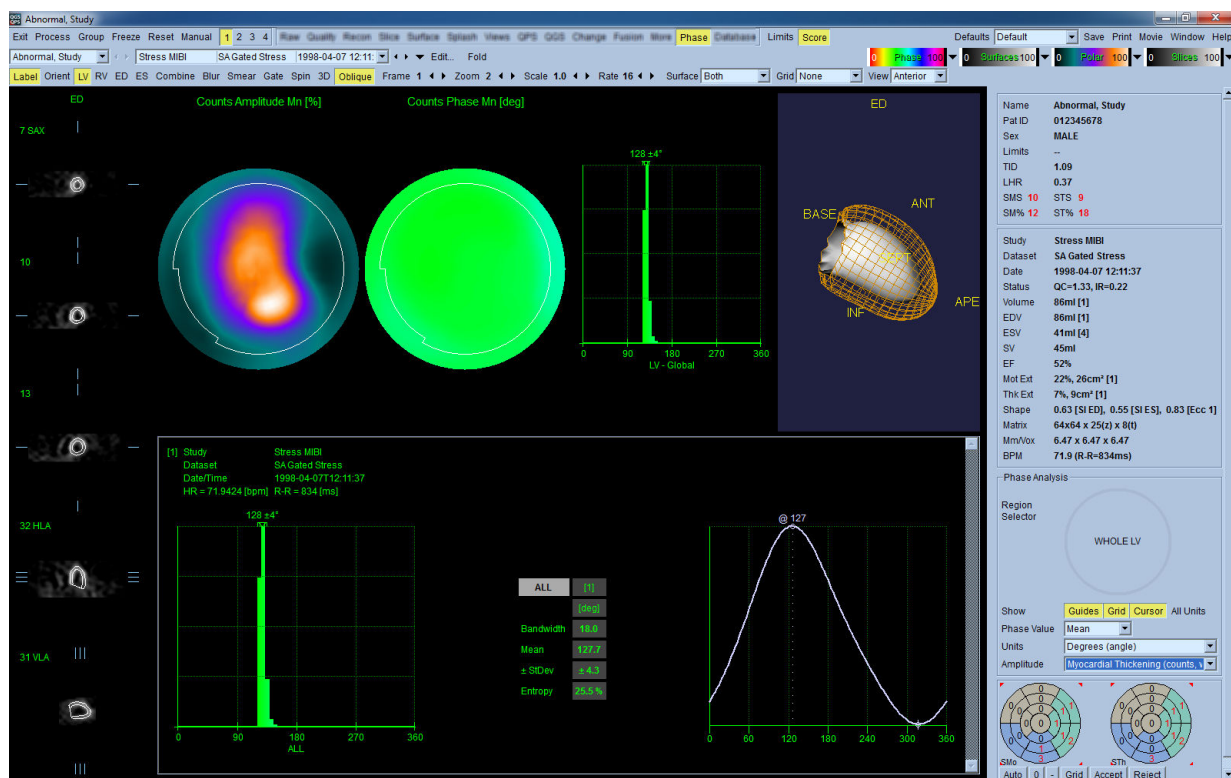 Abnormal, Study
Exit Process Group Freeze Reset Manual 1 2 3 4 Raw Quality Recon Slice Surface Splash Views QPS QGS Change Fusion More Phase Database Limits Score Defaults Default Save Print Movie Window Help
Abnormal, Study Stress MIBI SA Gated Stress 1998-04-07 12:11: Edit... Fold 0 Phase 100 0 Surfaces 100 0 Polar 100 0 Slices 100
Label Orient LV RV ED ES Combine Blur Smear Gate Spin 3D Oblique Frame 1 Zoom 2 Scale 1.0 Rate 16 Surface Both Grid None View Anterior
ED
7 SAX
10
13
32 HLA
31 VLA
Counts Amplitude Mn [%]
Counts Phase Mn [deg]
128 ±4°
0 90 180 270 360
LV - Global
ED
BASE
ANT
SEPT
INF
APE
[1] Study Stress MIBI
Dataset SA Gated Stress
Date/Time 1998-04-07T12:11:37
HR = 71.9424 [bpm] R-R = 834 [ms]
128 ±4°
0 90 180 270 360
ALL
ALL [1]
[deg]
Bandwidth 18.0
Mean 127.7
± StDev ± 4.3
Entropy 25.5 %
@ 127
0 60 120 180 240 300 360
Name Abnormal, Study
Pat ID 012345678
Sex MALE
Limits --
TID 1.09
LHR 0.37
SMS 10 STS 9
SM% 12 ST% 18
Study Stress MIBI
Dataset SA Gated Stress
Date 1998-04-07 12:11:37
Status QC=1.33, IR=0.22
Volume 86ml [1]
EDV 86ml [1]
ESV 41ml [4]
SV 45ml
EF 52%
Mot Ext 22%, 26cm² [1]
Thk Ext 7%, 9cm² [1]
Shape 0.63 [SI ED], 0.55 [SI ES], 0.83 [Ecc 1]
Matrix 64x64 x 25(z) x 8(t)
Mm/Vox 6.47 x 6.47 x 6.47
BPM 71.9 (R-R=834ms)
Phase Analysis
Region
Selector
WHOLE LV
Show Guides Grid Cursor All Units
Phase Value Mean
Units Degrees (angle)
Amplitude Myocardial Thickening (counts,
SMo
STh
Auto 0 - Grid Accept Reject